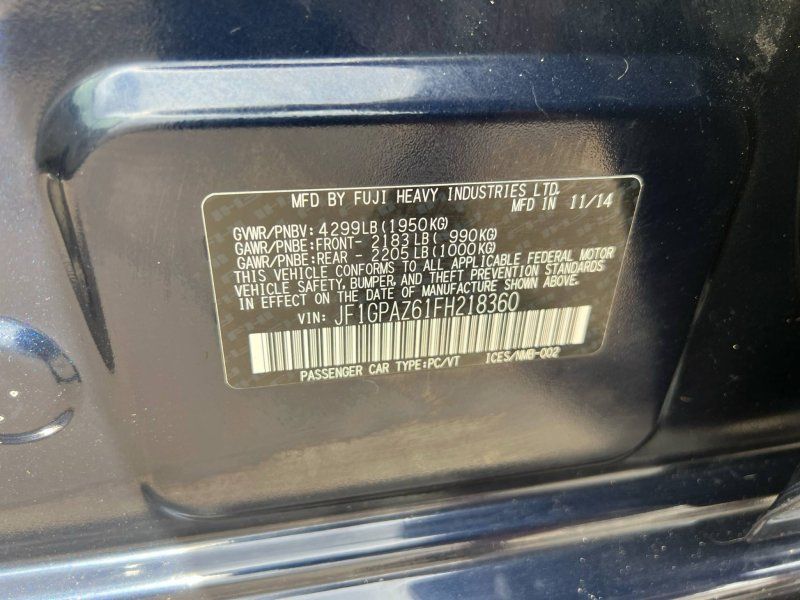 MFD BY FUJI HEAVY INDUSTRIES LTD.
MFD IN 11/14
GVWR/PNBV: 4299LB(1950KG)
GAWR/PNBE:FRONT- 2183LB( 990KG)
GAWR/PNBE:REAR - 2205LB(1000KG)
THIS VEHICLE CONFORMS TO ALL APPLICABLE FEDERAL MOTOR
VEHICLE SAFETY, BUMPER, AND THEFT PREVENTION STANDARDS
IN EFFECT ON THE DATE OF MANUFACTURE SHOWN ABOVE.
VIN: JF1GPAZ61FH218360
PASSENGER CAR TYPE:PC/VT ICES/NMB-002